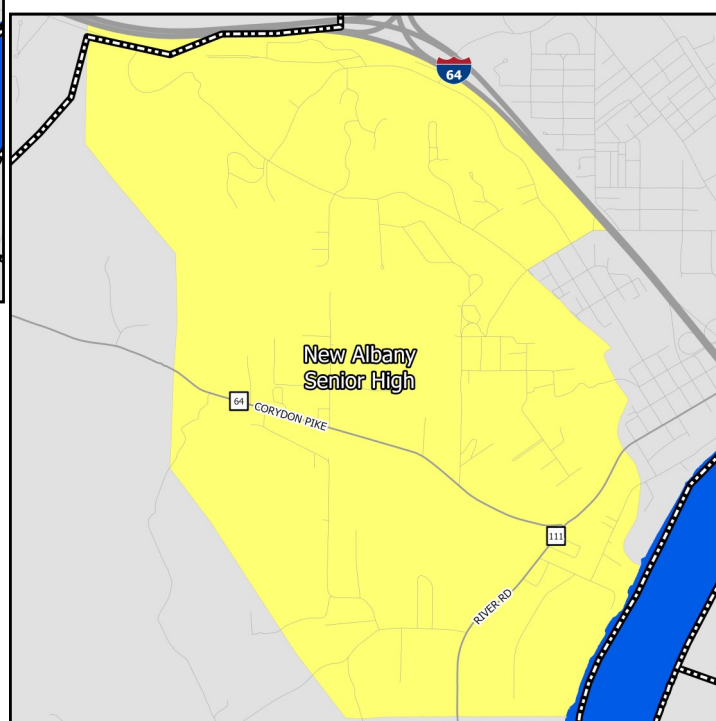 64
New Albany
Senior High
64
CORYDON PIKE
111
RIVER RD